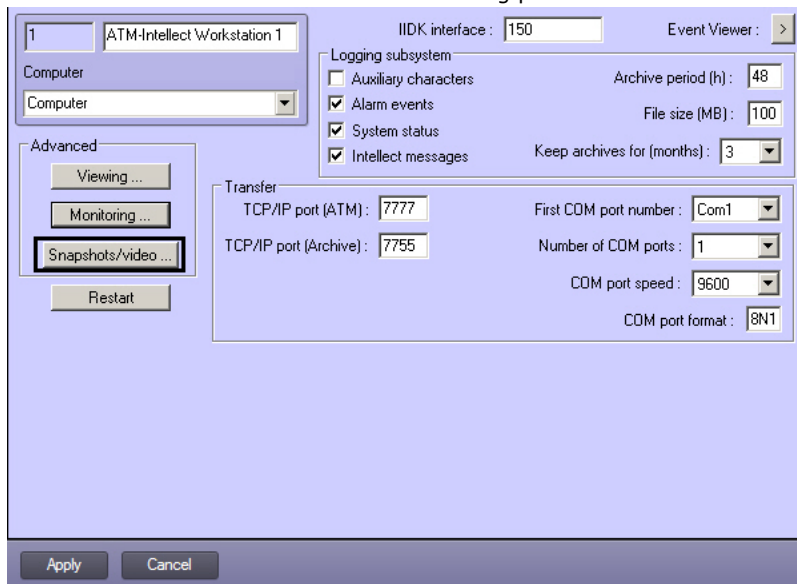 1 ATM-Intellect Workstation 1
Computer
Computer
IIDK interface : 150 Event Viewer : >
Logging subsystem
Auxiliary characters
Alarm events
System status
Intellect messages
Archive period (h) : 48
File size (MB) : 100
Keep archives for (months) : 3
Advanced
Viewing ...
Monitoring ...
Snapshots/video ...
Restart
Transfer
TCP/IP port (ATM) : 7777
TCP/IP port (Archive) : 7755
First COM port number : Com1
Number of COM ports : 1
COM port speed : 9600
COM port format : 8N1
Apply Cancel